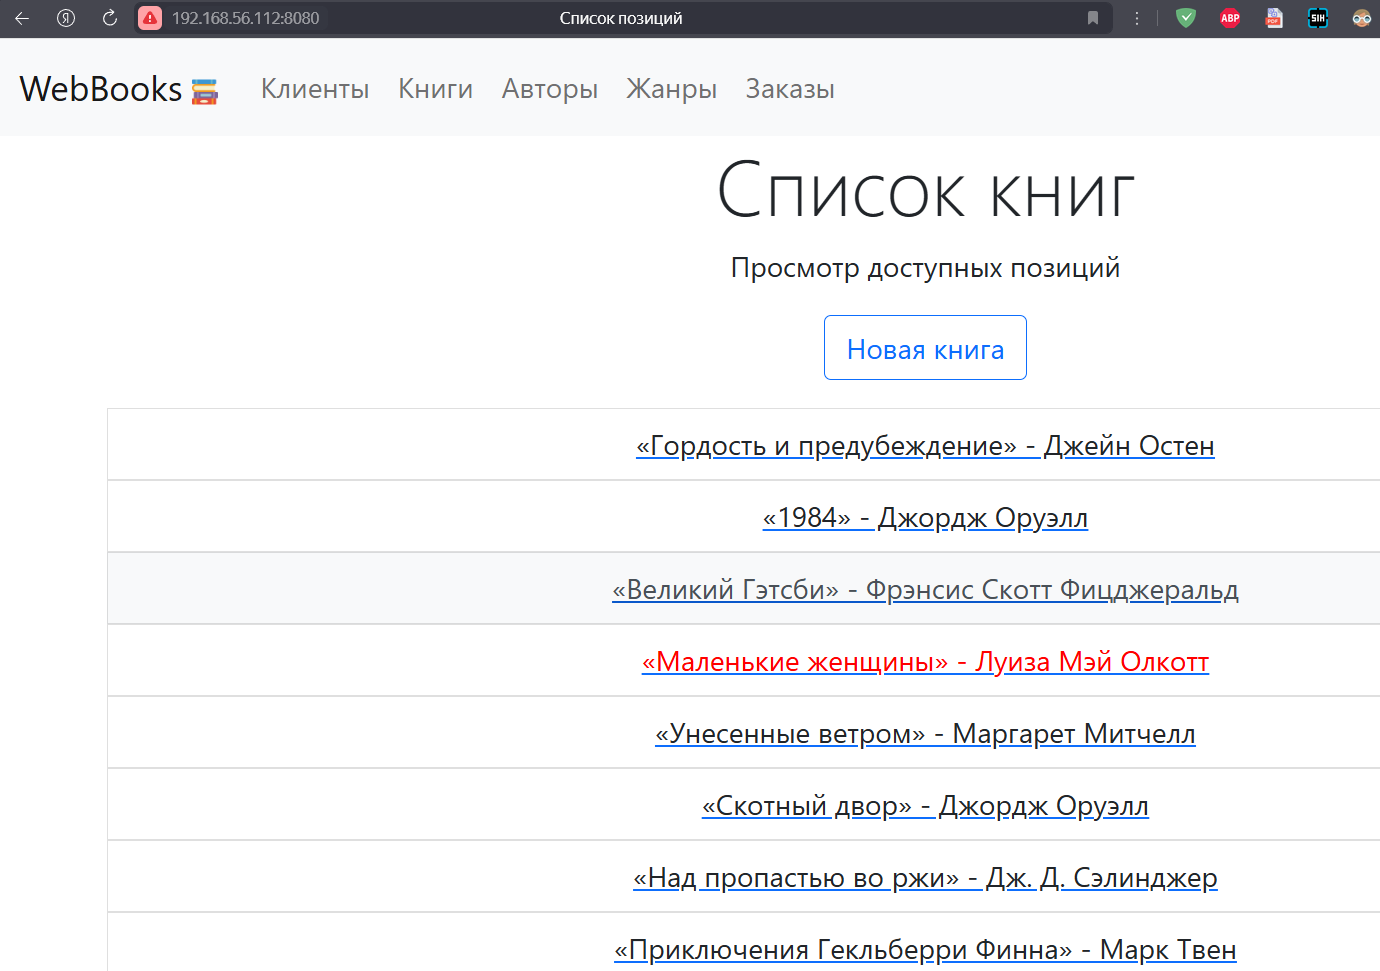 192.168.56.112:8080 Список позиций
ABP PDF SIH
WebBooks Клиенты Книги Авторы Жанры Заказы
Список книг
Просмотр доступных позиций
Новая книга
«Гордость и предубеждение» - Джейн Остен
«1984» - Джордж Оруэлл
«Великий Гэтсби» - Фрэнсис Скотт Фицджеральд
«Маленькие женщины» - Луиза Мэй Олкотт
«Унесенные ветром» - Маргарет Митчелл
«Скотный двор» - Джордж Оруэлл
«Над пропастью во ржи» - Дж. Д. Сэлинджер
«Приключения Гекльберри Финна» - Марк Твен